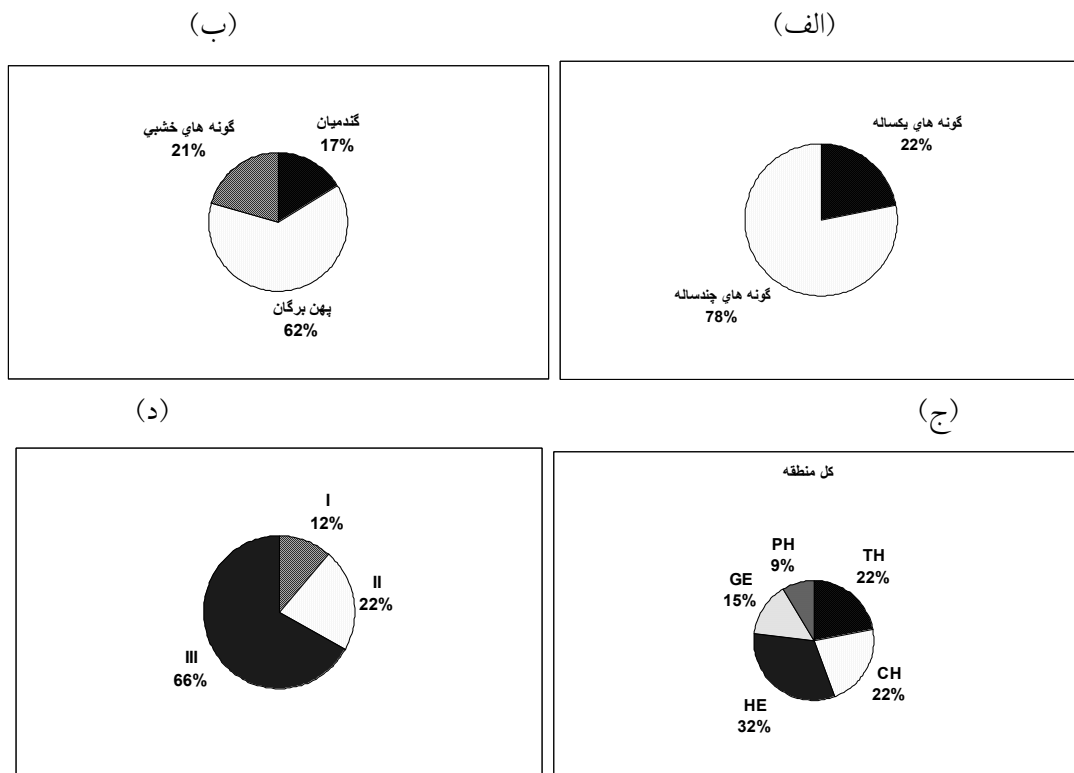 (الف)
گونه هاي يكساله
22%
گونه هاي چندساله
78%
(ب)
گندميان
17%
گونه هاي خشبي
21%
پهن برگان
62%
(ج)
كل منطقه
PH
9%
TH
22%
GE
15%
CH
22%
HE
32%
(د)
I
12%
II
22%
III
66%